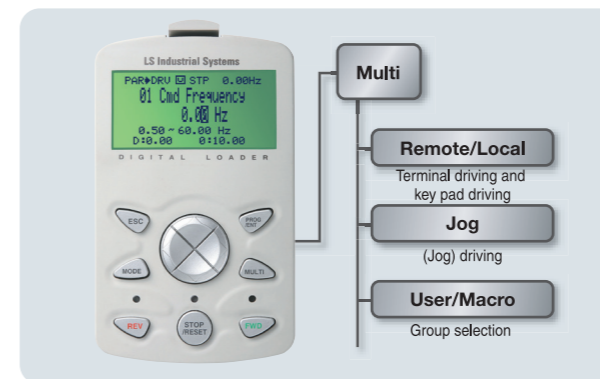 LS Industrial Systems
PAR➧DRV M STP 0.00Hz
01 Cmd Frequency
0.00 Hz
0.50 ~ 60.00 Hz
D:0.00 0:10.00
DIGITAL LOADER
ESC
PROG
/ENT
MODE
MULTI
REV
STOP
/RESET
FWD
Multi
Remote/Local
Terminal driving and
key pad driving
Jog
(Jog) driving
User/Macro
Group selection